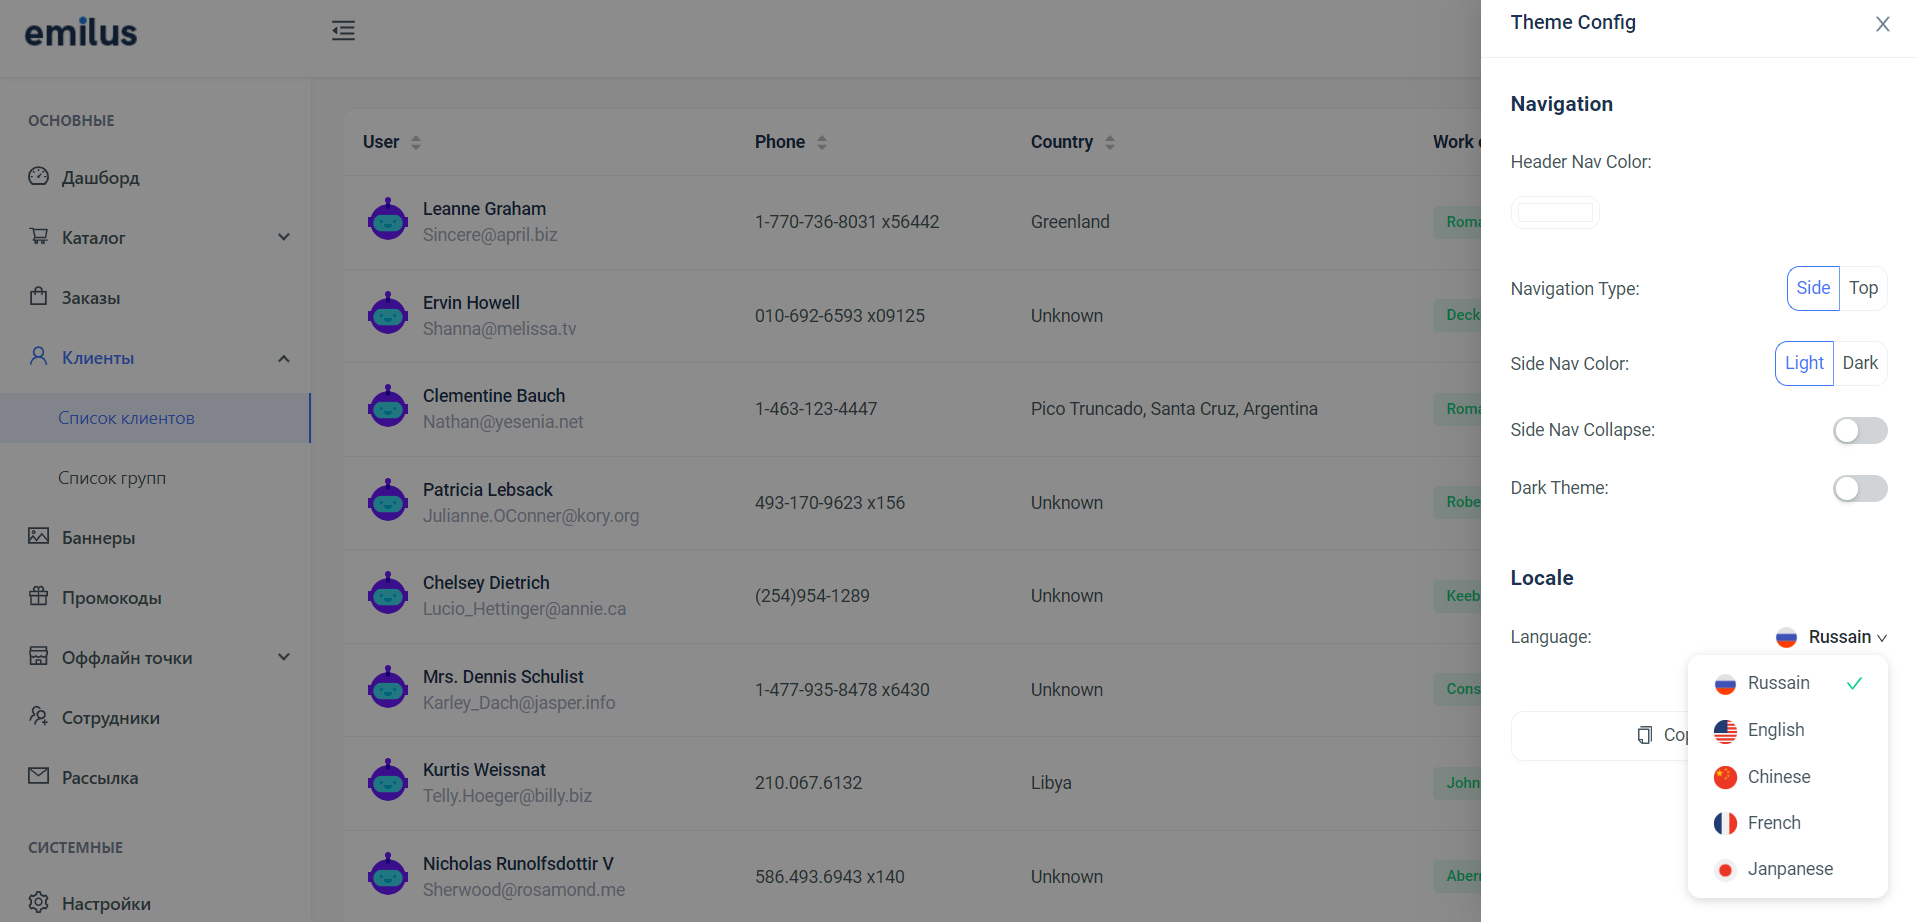 emilus
ОСНОВНЫЕ
Дашборд
Каталог
Заказы
Клиенты
Список клиентов
Список групп
Баннеры
Промокоды
Оффлайн точки
Сотрудники
Рассылка
СИСТЕМНЫЕ
Настройки
User Phone Country Work
Leanne Graham
Sincere@april.biz
1-770-736-8031 x56442 Greenland
Ervin Howell
Shanna@melissa.tv
010-692-6593 x09125 Unknown Deck
Clementine Bauch
Nathan@yesenia.net
1-463-123-4447 Pico Truncado, Santa Cruz, Argentina
Patricia Lebsack
Julianne.OConner@kory.org
493-170-9623 x156 Unknown Robe
Chelsey Dietrich
Lucio_Hettinger@annie.ca
(254)954-1289 Unknown Keeb
Mrs. Dennis Schulist
Karley_Dach@jasper.info
1-477-935-8478 x6430 Unknown Cons
Kurtis Weissnat
Telly.Hoeger@billy.biz
210.067.6132 Libya John
Nicholas Runolfsdottir V
Sherwood@rosamond.me
586.493.6943 x140 Unknown
Theme Config
Navigation
Header Nav Color:
Navigation Type: Side Top
Side Nav Color: Light Dark
Side Nav Collapse:
Dark Theme:
Locale
Language: Russain
Russain
English
Chinese
French
Janpanese